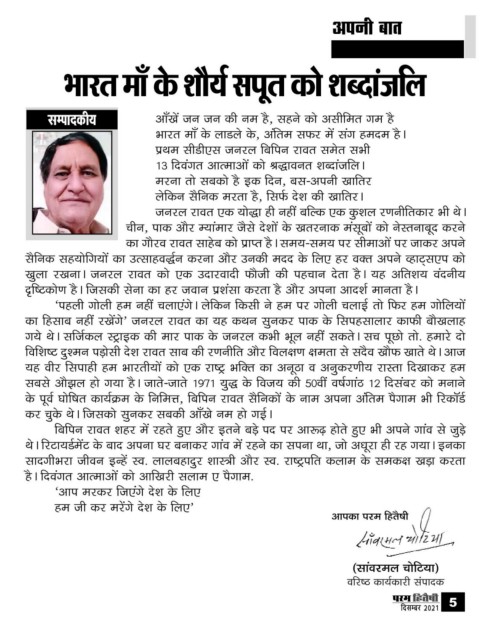 अपनी बात
भारत माँ के शौर्य सपूत को शब्दांजलि
सम्पादकीय
आँखें जन जन की नम है, सहने को असीमित गम है
भारत माँ के लाडले के, अंतिम सफर में संग हमदम है।
प्रथम सीडीएस जनरल बिपिन रावत समेत सभी
13 दिवंगत आत्माओं को श्रद्धावनत शब्दांजलि।
मरना तो सबको है इक दिन, बस-अपनी खातिर
लेकिन सैनिक मरता है, सिर्फ देश की खातिर।
जनरल रावत एक योद्धा ही नहीं बल्कि एक कुशल रणनीतिकार भी थे।
चीन, पाक और म्यांमार जैसे देशों के खतरनाक मंसूबों को नेस्तनाबूद करने
का गौरव रावत साहेब को प्राप्त है। समय-समय पर सीमाओं पर जाकर अपने
सैनिक सहयोगियों का उत्साहवर्द्धन करना और उनकी मदद के लिए हर वक्त अपने व्हाट्सएप को
खुला रखना। जनरल रावत को एक उदारवादी फौजी की पहचान देता है। यह अतिशय वंदनीय
दृष्टिकोण है। जिसकी सेना का हर जवान प्रशंसा करता है और अपना आदर्श मानता है।
'पहली गोली हम नहीं चलाएंगे। लेकिन किसी ने हम पर गोली चलाई तो फिर हम गोलियों
का हिसाब नहीं रखेंगे' जनरल रावत का यह कथन सुनकर पाक के सिपहसालार काफी बौखलाह
गये थे। सर्जिकल स्ट्राइक की मार पाक के जनरल कभी भूल नहीं सकते। सच पूछो तो. हमारे दो
विशिष्ट दुश्मन पड़ोसी देश रावत साब की रणनीति और विलक्षण क्षमता से सदैव खौफ खाते थे। आज
यह वीर सिपाही हम भारतीयों को एक राष्ट्र भक्ति का अनूठा व अनुकरणीय रास्ता दिखाकर हम
सबसे औझल हो गया है। जाते-जाते 1971 युद्ध के विजय की 50वीं वर्षगांठ 12 दिसंबर को मनाने
के पूर्व घोषित कार्यक्रम के निमित्त, बिपिन रावत सैनिकों के नाम अपना अंतिम पैगाम भी रिकॉर्ड
कर चुके थे। जिसको सुनकर सबकी आँखे नम हो गई।
बिपिन रावत शहर में रहते हुए और इतने बड़े पद पर आरूढ़ होते हुए भी अपने गांव से जुड़े
थे। रिटायर्डमेंट के बाद अपना घर बनाकर गांव में रहने का सपना था, जो अधूरा ही रह गया। इनका
सादगीभरा जीवन इन्हें स्व. लालबहादुर शास्त्री और स्व. राष्ट्रपति कलाम के समकक्ष खड़ा करता
है। दिवंगत आत्माओं को आखिरी सलाम ए पैगाम.
'आप मरकर जिएंगे देश के लिए
हम जी कर मरेंगे देश के लिए'
आपका परम हितैषी
साँवरमल चोटिया
(सांवरमल चोटिया)
वरिष्ठ कार्यकारी संपादक
परम हितैषी
दिसम्बर 2021
5